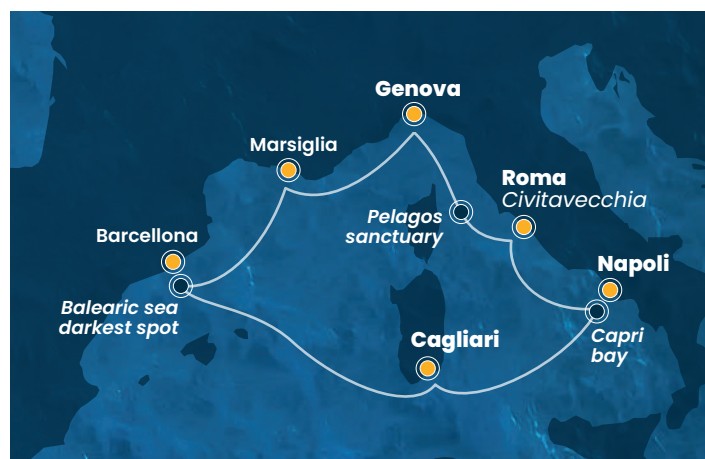 Genova
Marsiglia
Roma
Civitavecchia
Pelagos
sanctuary
Barcellona
Napoli
Balearic sea
darkest spot
Cagliari
Capri
bay